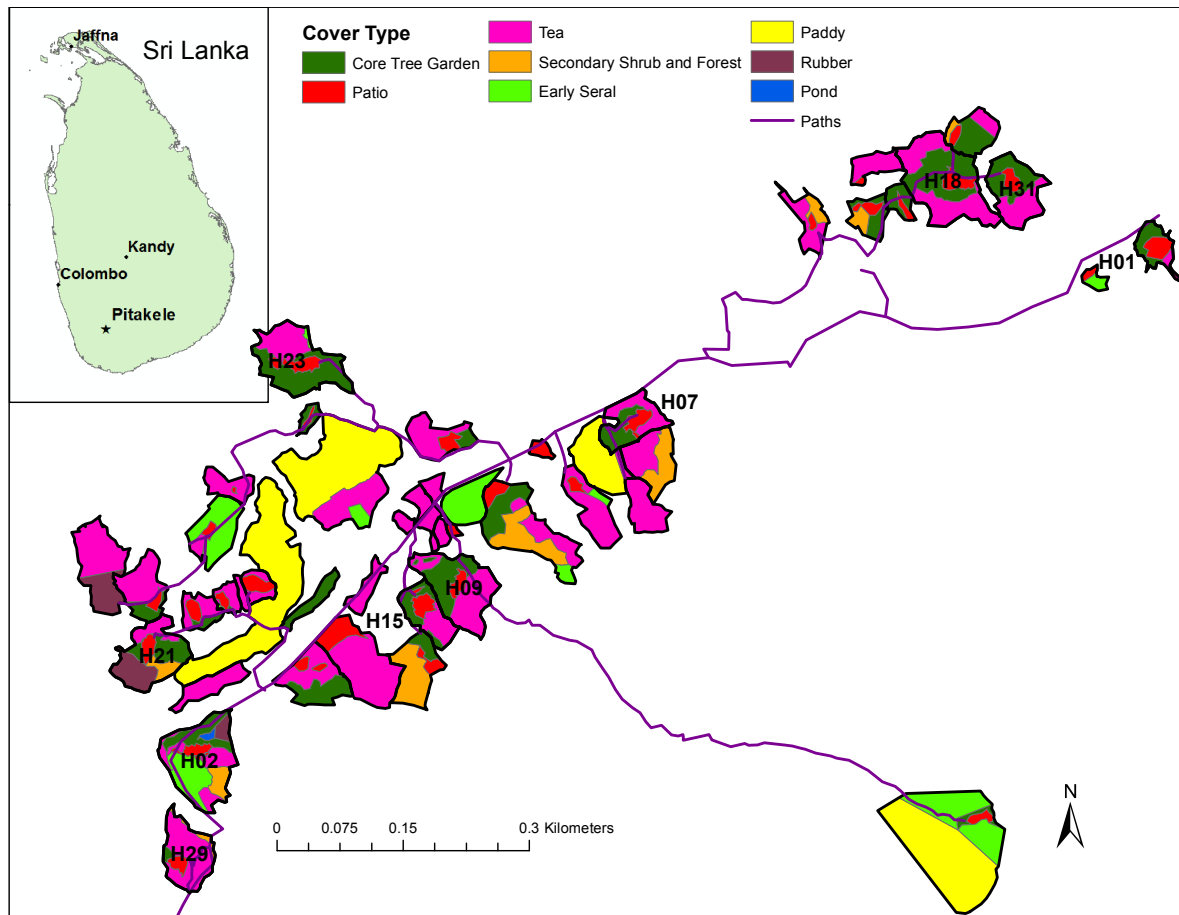 Jaffna
Sri Lanka
Kandy
Colombo
Pitakele
Cover Type
Core Tree Garden
Patio
Tea
Secondary Shrub and Forest
Early Seral
Paddy
Rubber
Pond
Paths
H18
H31
H01
H23
H07
H09
H15
H21
H02
H29
0 0.075 0.15 0.3 Kilometers
N